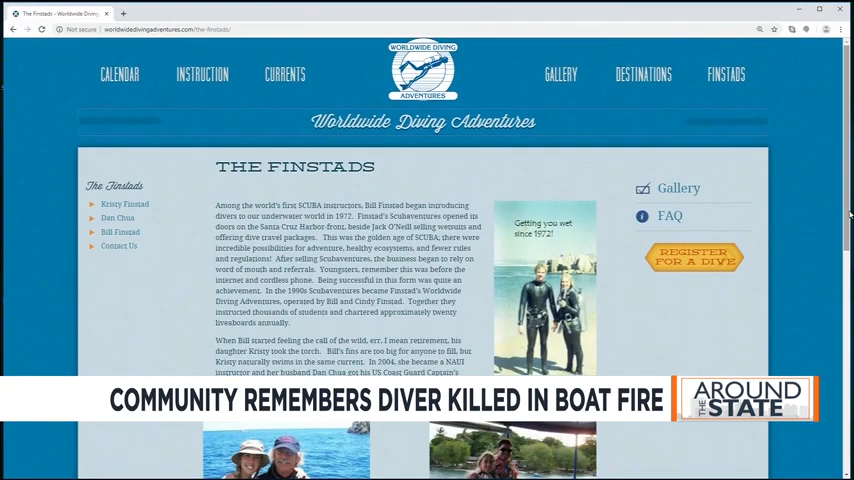 The Finstads - Worldwide Diving
Not secure | worldwidedivingadventures.com/the-finstads/
CALENDAR
INSTRUCTION
CURRENTS
WORLDWIDE DIVING
ADVENTURES
GALLERY
DESTINATIONS
FINSTADS
Worldwide Diving Adventures
The Finstads
Kristy Finstad
Dan Chua
Bill Finstad
Contact Us
THE FINSTADS
Among the world's first SCUBA instructors, Bill Finstad began introducing
divers to our underwater world in 1972. Finstad's Scubaventures opened its
doors on the Santa Cruz Harbor-front, beside Jack O'Neill selling wetsuits and
offering dive travel packages. This was the golden age of SCUBA; there were
incredible possibilities for adventure, healthy ecosystems, and fewer rules
and regulations! After selling Scubaventures, the business began to rely on
word of mouth and referrals. Youngsters, remember this was before the
internet and cordless phone. Being successful in this form was quite an
achievement. In the 1990s Scubaventures became Finstad's Worldwide
Diving Adventures, operated by Bill and Cindy Finstad. Together they
instructed thousands of students and chartered approximately twenty
liveaboards annually.
When Bill started feeling the call of the wild, err, I mean retirement, his
daughter Kristy took the torch. Bill's fins are too big for anyone to fill, but
Kristy naturally swims in the same current. In 2004, she became a NAUI
instructor and her husband Dan Chua got his US Coast Guard Captain's
Getting you wet
since 1972!
Gallery
FAQ
REGISTER
FOR A DIVE
COMMUNITY REMEMBERS DIVER KILLED IN BOAT FIRE
AROUND
THE STATE